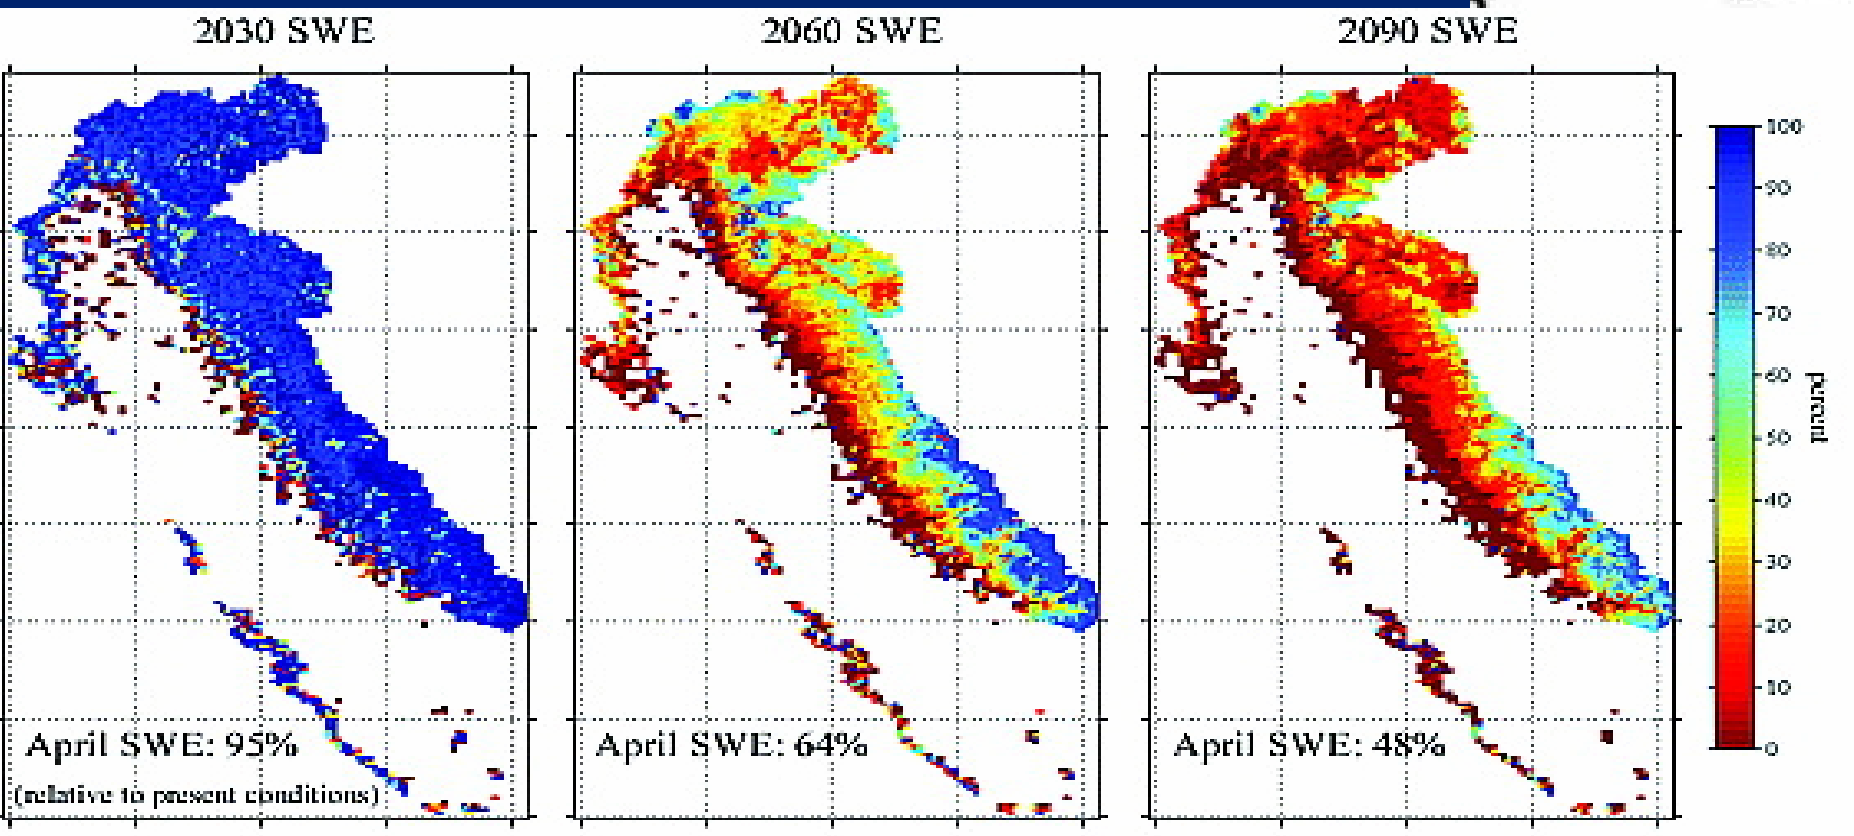 2030 SWE
2060 SWE
2090 SWE
April SWE: 95%
(relative to present conditions)
April SWE: 64%
April SWE: 48%
100
90
80
70
60
50
40
30
20
10
0
percent